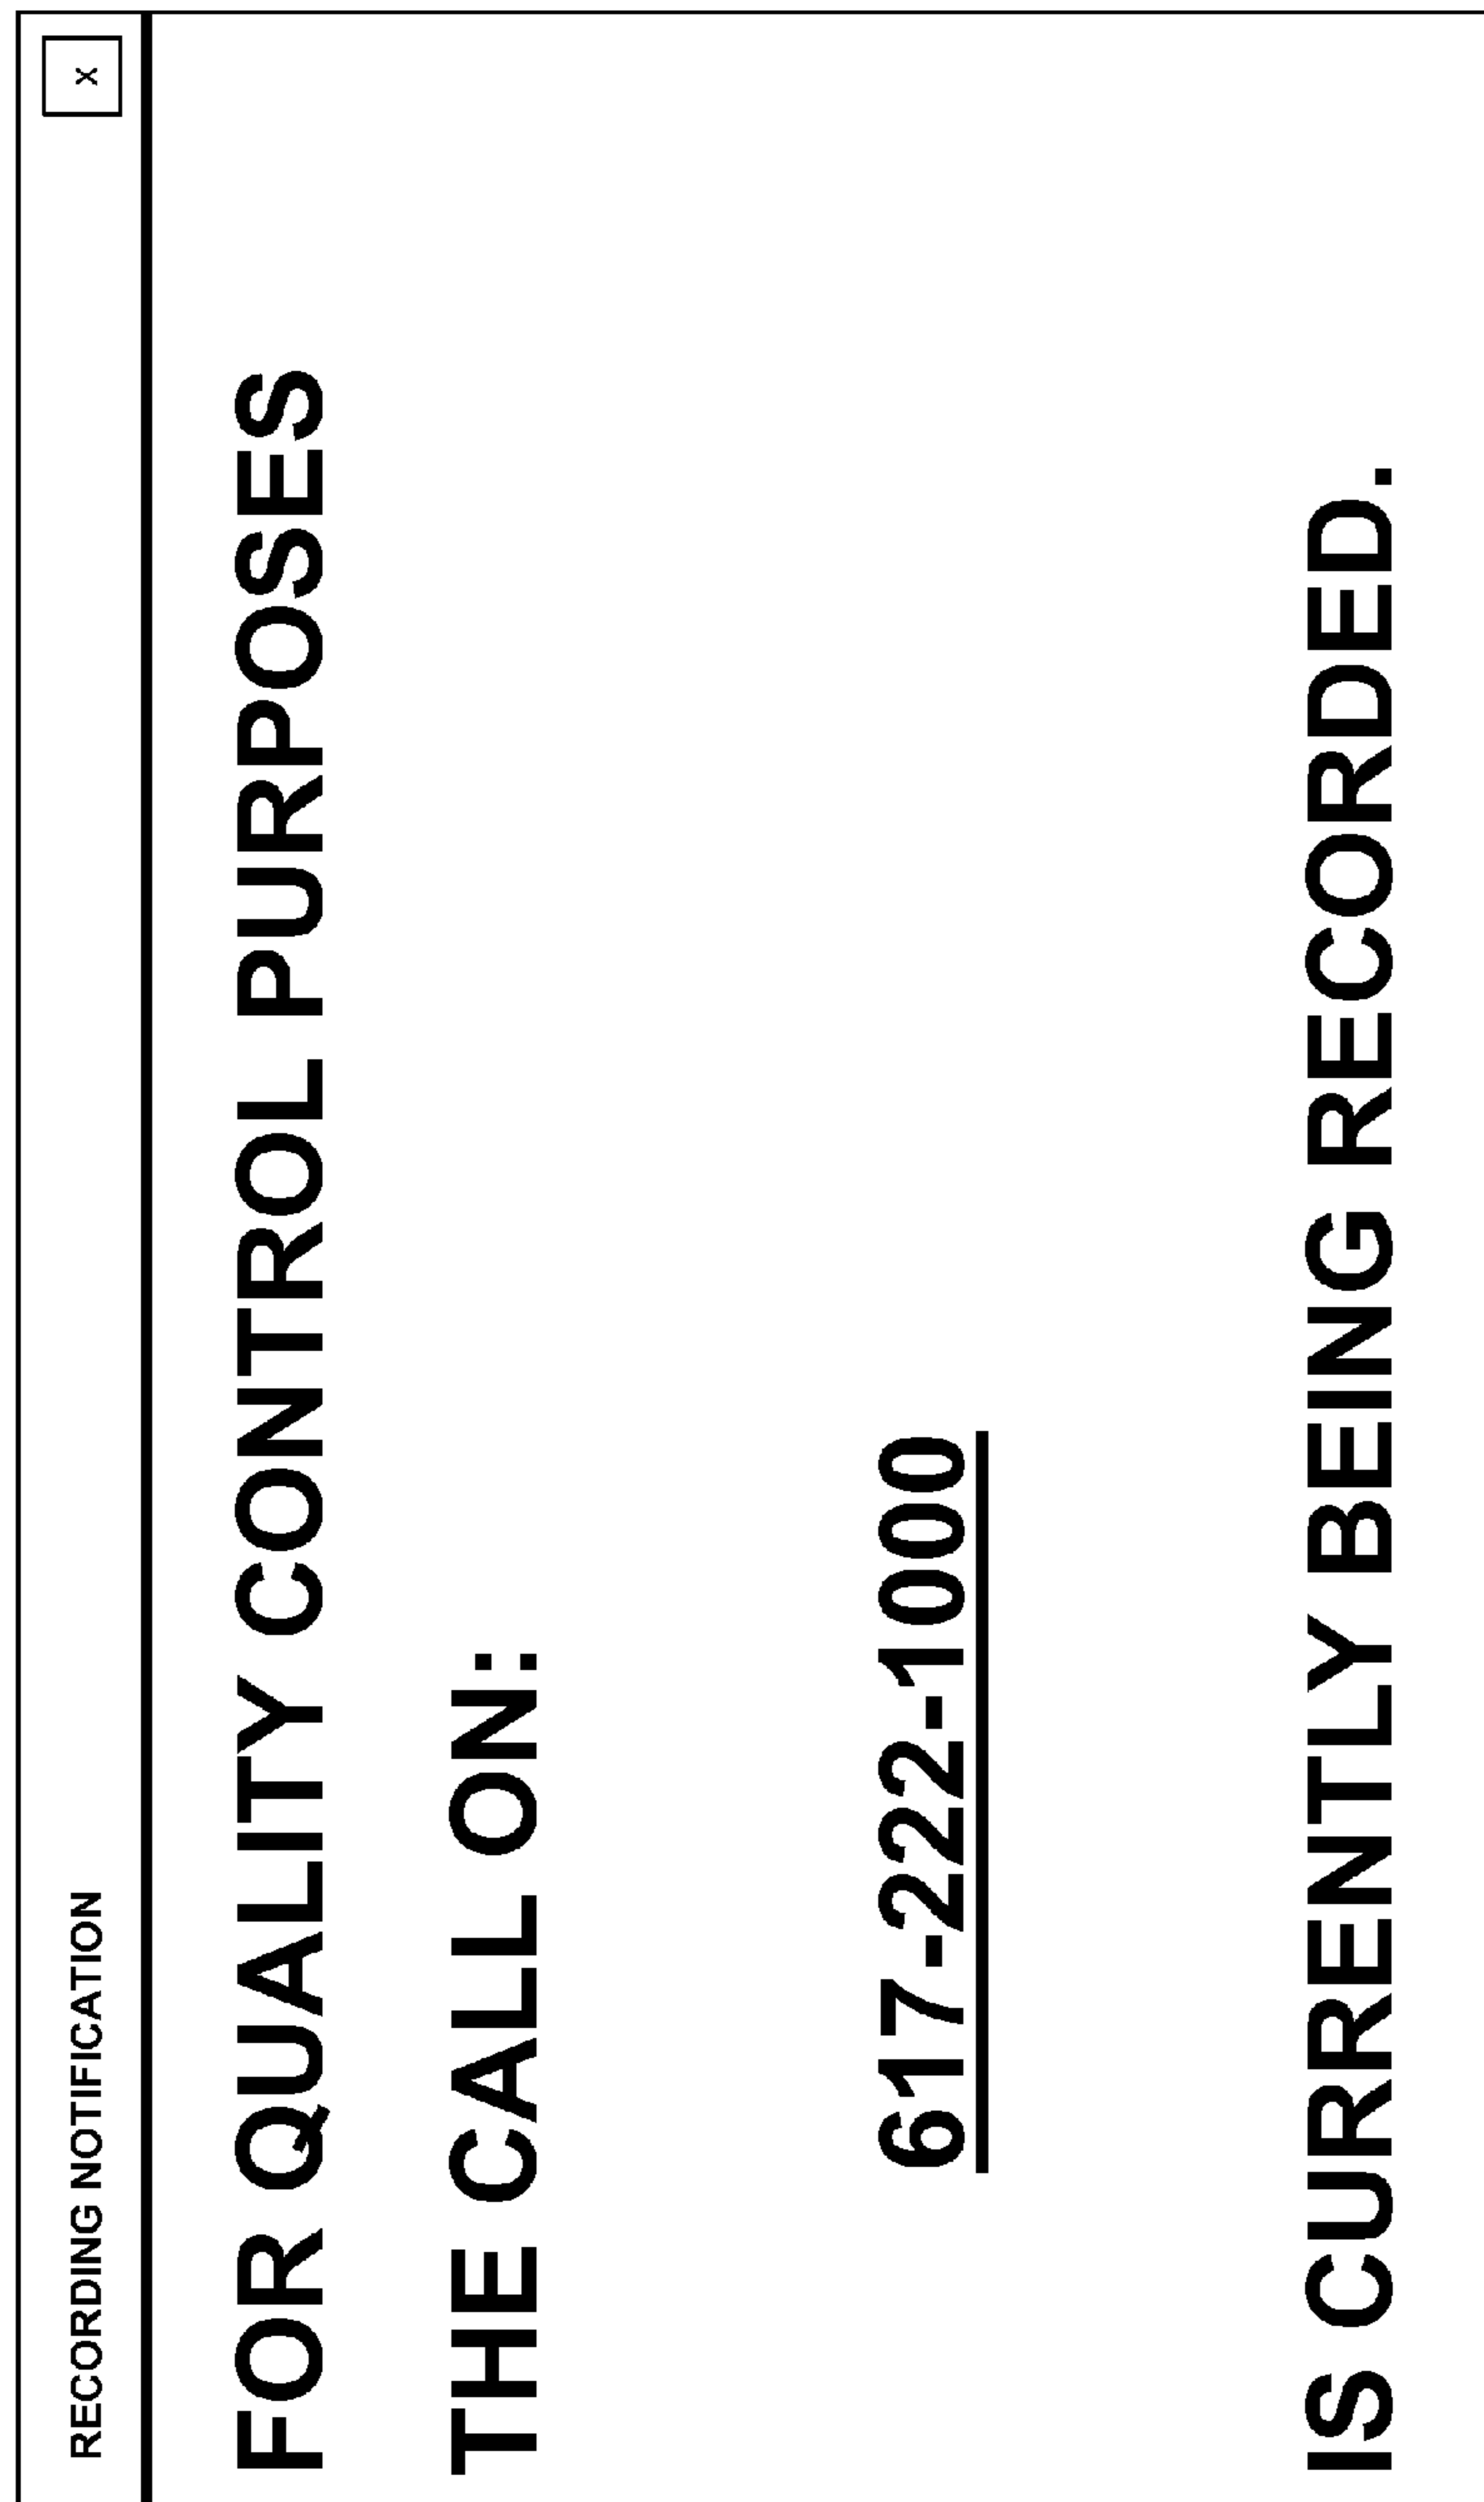 RECORDING NOTIFICATION
X
FOR QUALITY CONTROL PURPOSES
THE CALL ON:
617-222-1000
IS CURRENTLY BEING RECORDED.